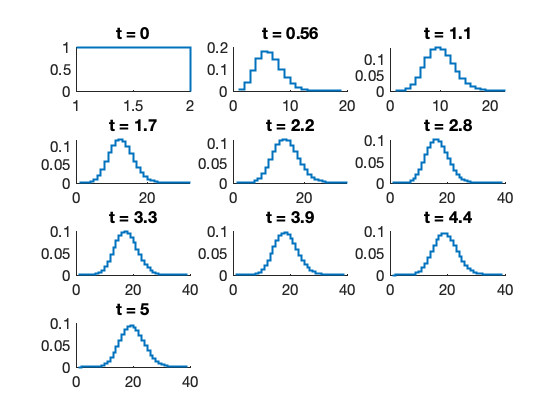 t = 0 t = 0.56 t = 1.1
1 0.2 0.1
0.5 0.1 0.05
0 0 0
1 1.5 2 0 10 20 0 10 20
t = 1.7 t = 2.2 t = 2.8
0.1 0.1 0.1
0.05 0.05 0.05
0 0 0
0 20 0 20 0 20 40
t = 3.3 t = 3.9 t = 4.4
0.1 0.1 0.1
0.05 0.05 0.05
0 0 0
0 20 40 0 20 40 0 20 40
t = 5
0.1
0.05
0
0 20 40